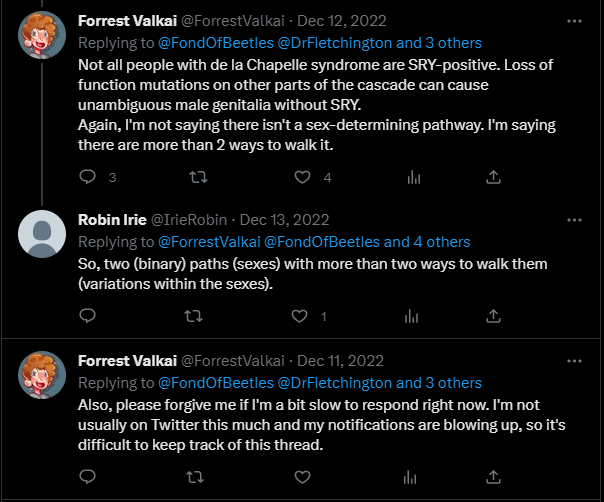 Forrest Valkai @ForrestValkai · Dec 12, 2022
Replying to @FondOfBeetles @DrFletchington and 3 others
Not all people with de la Chapelle syndrome are SRY-positive. Loss of
function mutations on other parts of the cascade can cause
unambiguous male genitalia without SRY.
Again, I'm not saying there isn't a sex-determining pathway. I'm saying
there are more than 2 ways to walk it.
3 4
Robin Irie @IrieRobin · Dec 13, 2022
Replying to @ForrestValkai @FondOfBeetles and 4 others
So, two (binary) paths (sexes) with more than two ways to walk them
(variations within the sexes).
1
Forrest Valkai @ForrestValkai · Dec 11, 2022
Replying to @FondOfBeetles @DrFletchington and 3 others
Also, please forgive me if I'm a bit slow to respond right now. I'm not
usually on Twitter this much and my notifications are blowing up, so it's
difficult to keep track of this thread.